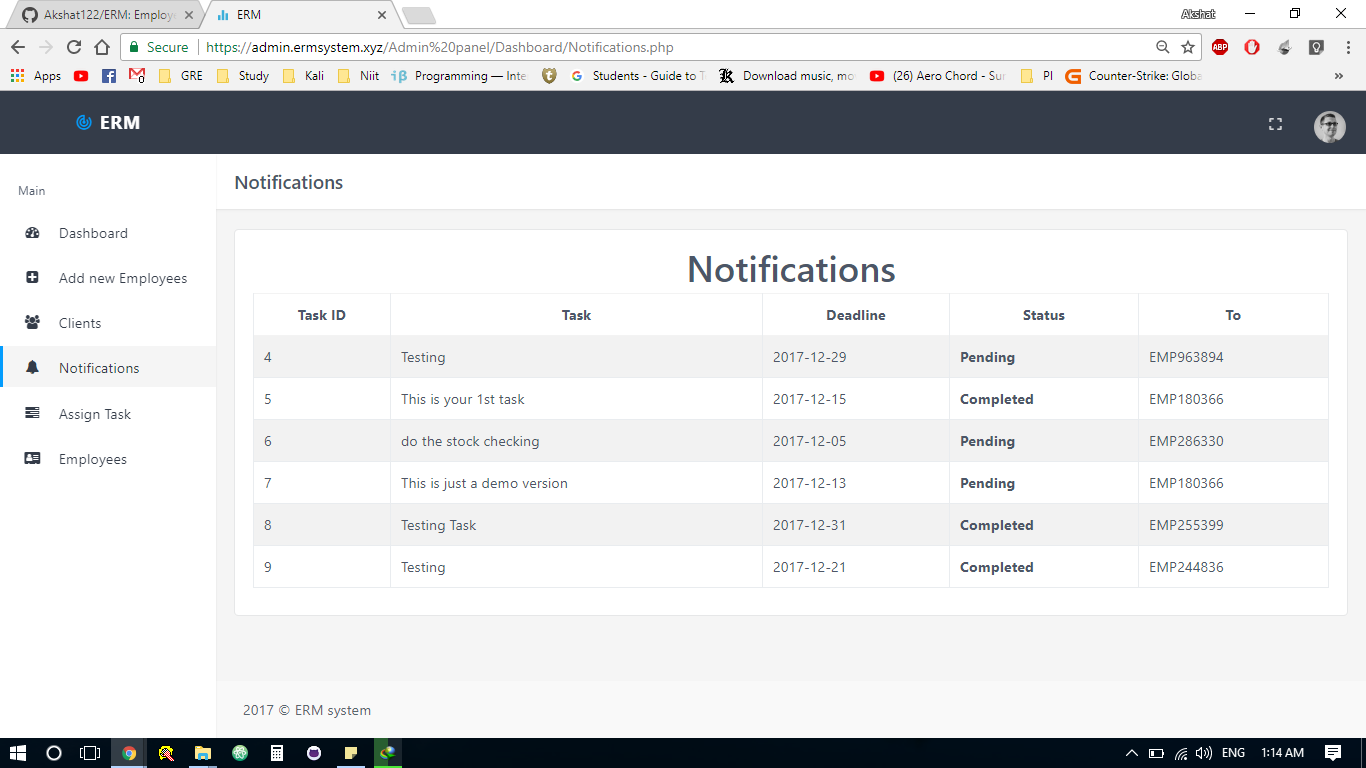 Akshat122/ERM: Employe
ERM
Akshat
Secure https://admin.ermsystem.xyz/Admin%20panel/Dashboard/Notifications.php
ABP
Apps GRE Study Kali Niit Programming — Inte Students - Guide to T Download music, mo (26) Aero Chord - Sur PI Counter-Strike: Globa
ERM
Main
Dashboard
Add new Employees
Clients
Notifications
Assign Task
Employees
Notifications
Notifications
Task ID Task Deadline Status To
4 Testing 2017-12-29 Pending EMP963894
5 This is your 1st task 2017-12-15 Completed EMP180366
6 do the stock checking 2017-12-05 Pending EMP286330
7 This is just a demo version 2017-12-13 Pending EMP180366
8 Testing Task 2017-12-31 Completed EMP255399
9 Testing 2017-12-21 Completed EMP244836
2017 © ERM system
ENG 1:14 AM